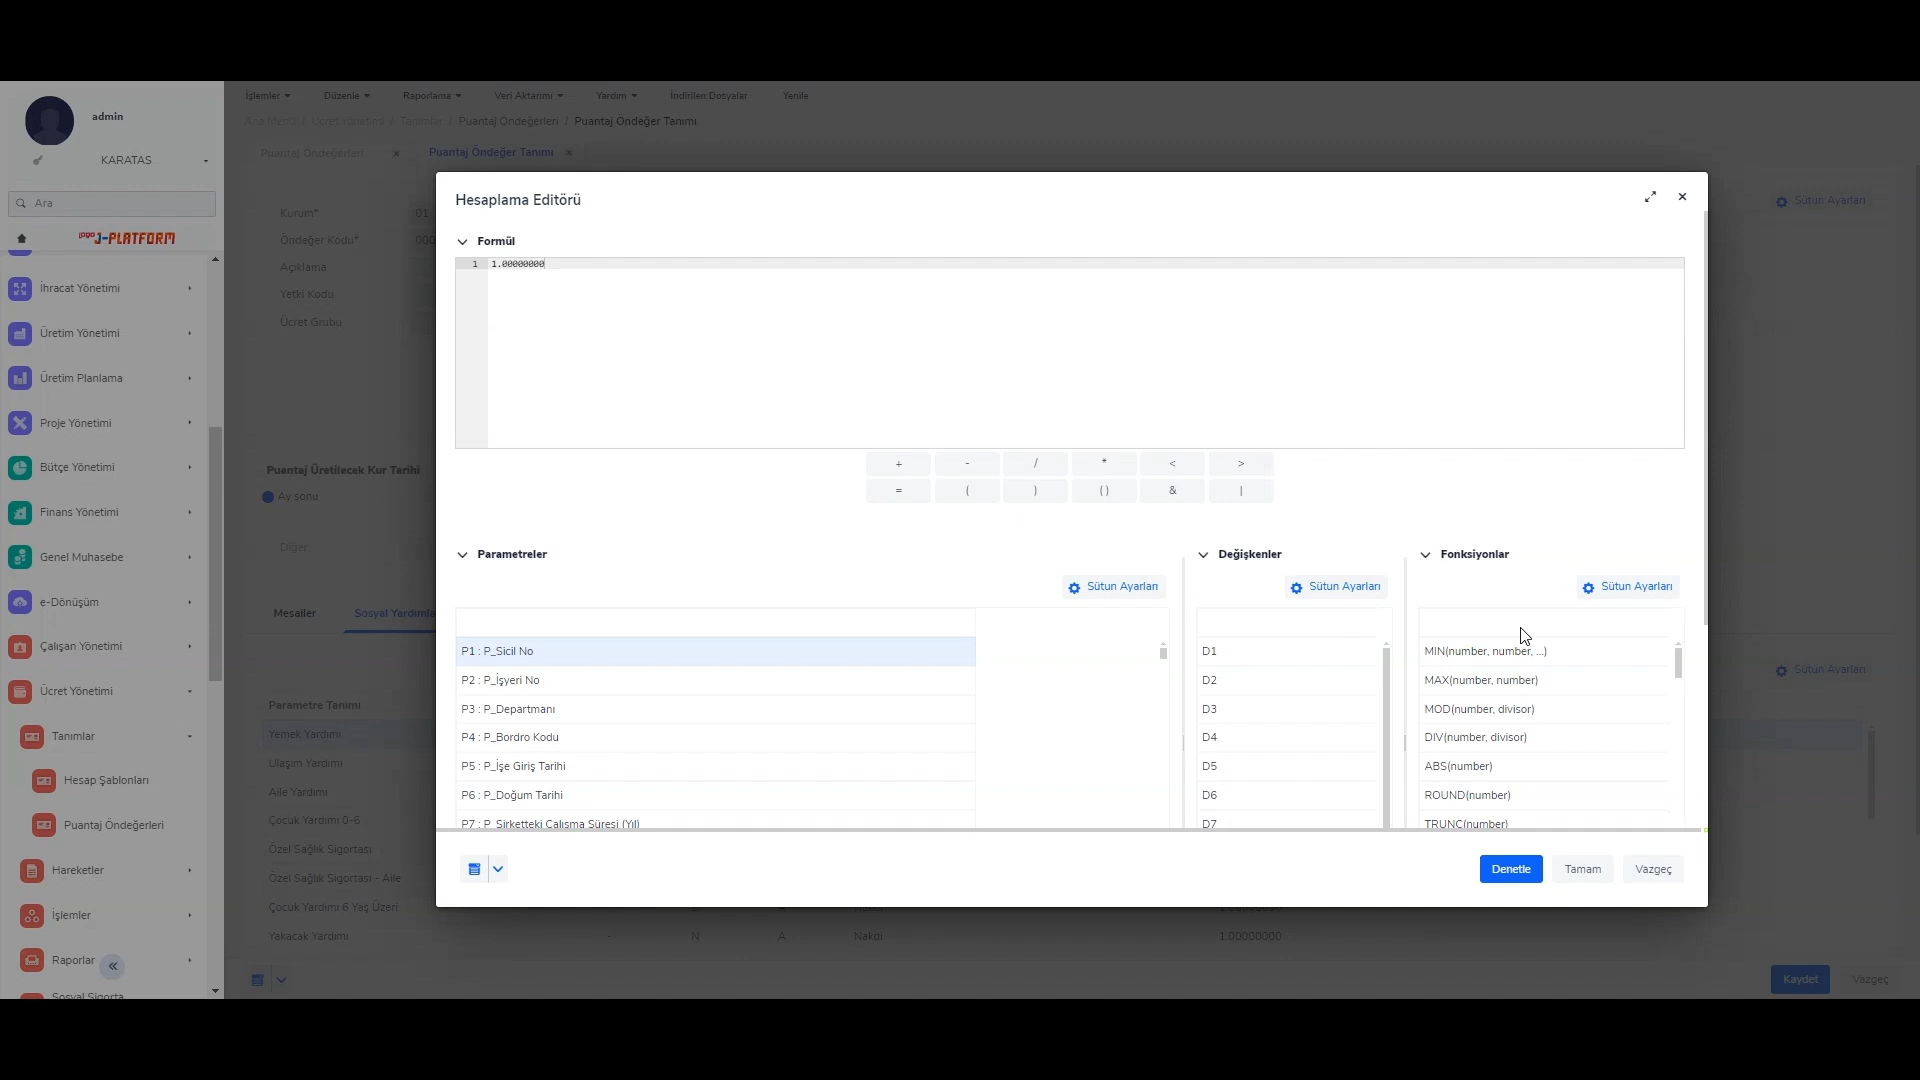 admin
KARATAS
Ara
logo J-PLATFORM
İhracat Yönetimi
Üretim Yönetimi
Üretim Planlama
Proje Yönetimi
Bütçe Yönetimi
Finans Yönetimi
Genel Muhasebe
e-Dönüşüm
Çalışan Yönetimi
Ücret Yönetimi
Tanımlar
Hesap Şablonları
Puantaj Öndeğerleri
Hareketler
İşlemler
Raporlar
Sosyal Sigorta
İşlemler Düzenle Raporlama Veri Aktarımı Yardım İndirilen Dosyalar Yenile
Ana Menü / Ücret Yönetimi / Tanımlar / Puantaj Öndeğerleri / Puantaj Öndeğer Tanımı
Puantaj Öndeğerleri Puantaj Öndeğer Tanımı
Kurum* 01
Öndeğer Kodu* 000
Açıklama
Yetki Kodu
Ücret Grubu
Sütun Ayarları
Puantaj Üretilecek Kur Tarihi
Ay sonu
Diğer
Mesailer Sosyal Yardımla
Sütun Ayarları
Parametre Tanımı
Yemek Yardımı
Ulaşım Yardımı
Aile Yardımı
Çocuk Yardımı 0-6
Özel Sağlık Sigortası
Özel Sağlık Sigortası - Aile
Çocuk Yardımı 6 Yaş Üzeri
Yakacak Yardımı - N A Nakdi 1.00000000
Kaydet Vazgeç
Hesaplama Editörü
Formül
1 1.00000000
+ - / * < >
= ( ) () & |
Parametreler
Sütun Ayarları
P1 : P_Sicil No
P2 : P_İşyeri No
P3 : P_Departmanı
P4 : P_Bordro Kodu
P5 : P_İşe Giriş Tarihi
P6 : P_Doğum Tarihi
P7 : P_Şirketteki Çalışma Süresi (Yıl)
Değişkenler
Sütun Ayarları
D1
D2
D3
D4
D5
D6
D7
Fonksiyonlar
Sütun Ayarları
MIN(number, number, ...)
MAX(number, number)
MOD(number, divisor)
DIV(number, divisor)
ABS(number)
ROUND(number)
TRUNC(number)
Denetle Tamam Vazgeç